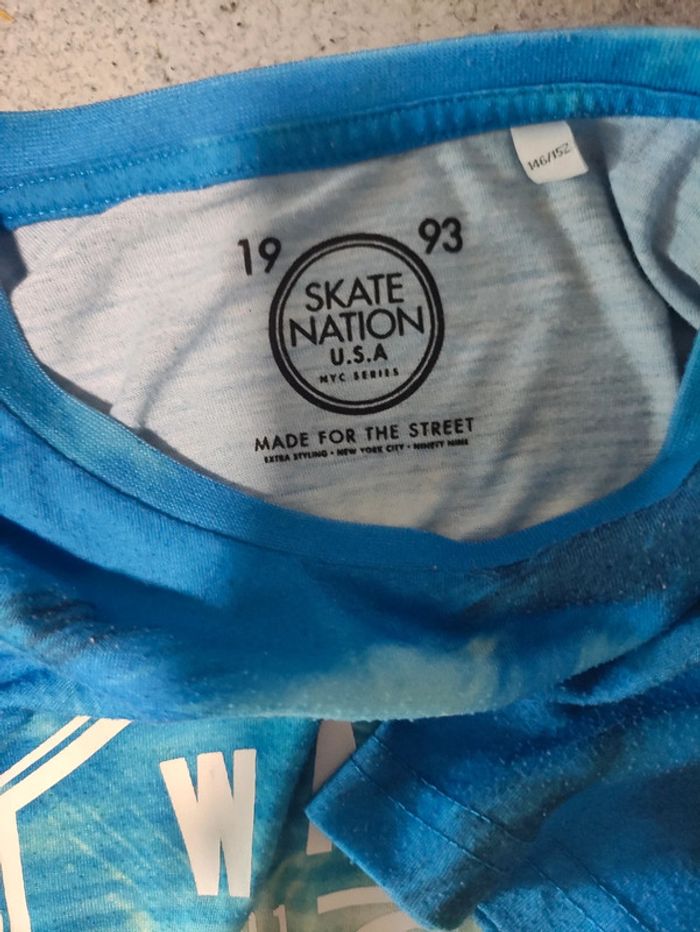 146/152
19 93
SKATE
NATION
U.S.A
NYC SERIES
MADE FOR THE STREET
EXTRA STYLING • NEW YORK CITY • NINETY NINE
W